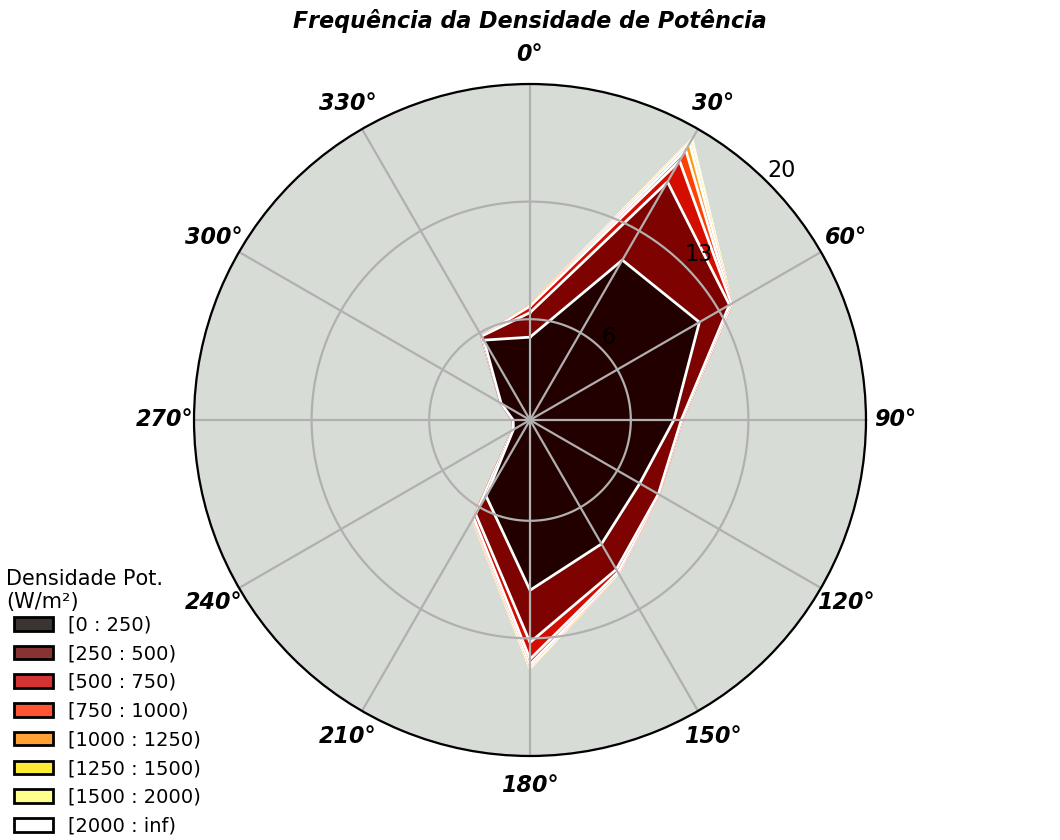 Frequência da Densidade de Potência
0°
30°
60°
90°
120°
150°
180°
210°
240°
270°
300°
330°
6
13
20
Densidade Pot.
(W/m²)
[0 : 250)
[250 : 500)
[500 : 750)
[750 : 1000)
[1000 : 1250)
[1250 : 1500)
[1500 : 2000)
[2000 : inf)